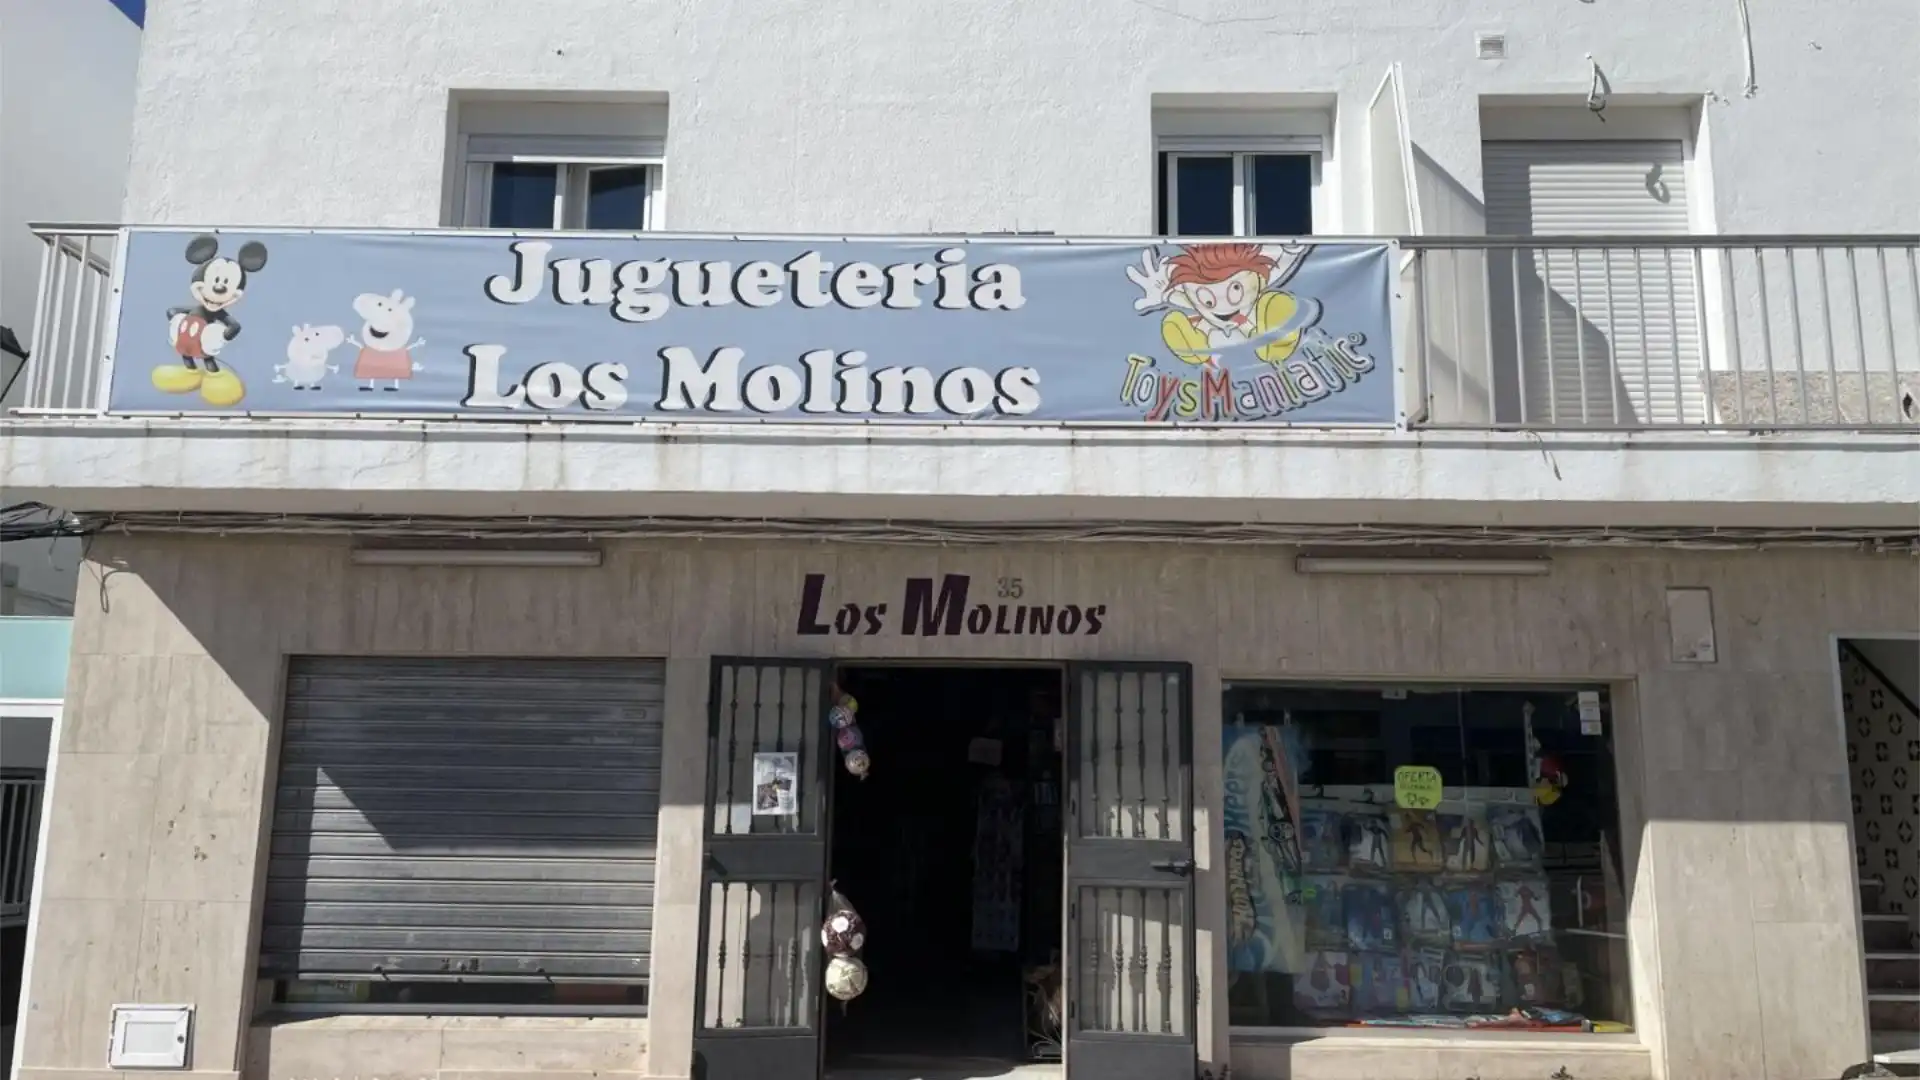 Jugueteria
Los Molinos
ToysManiatic
35
Los Molinos
OFERTA